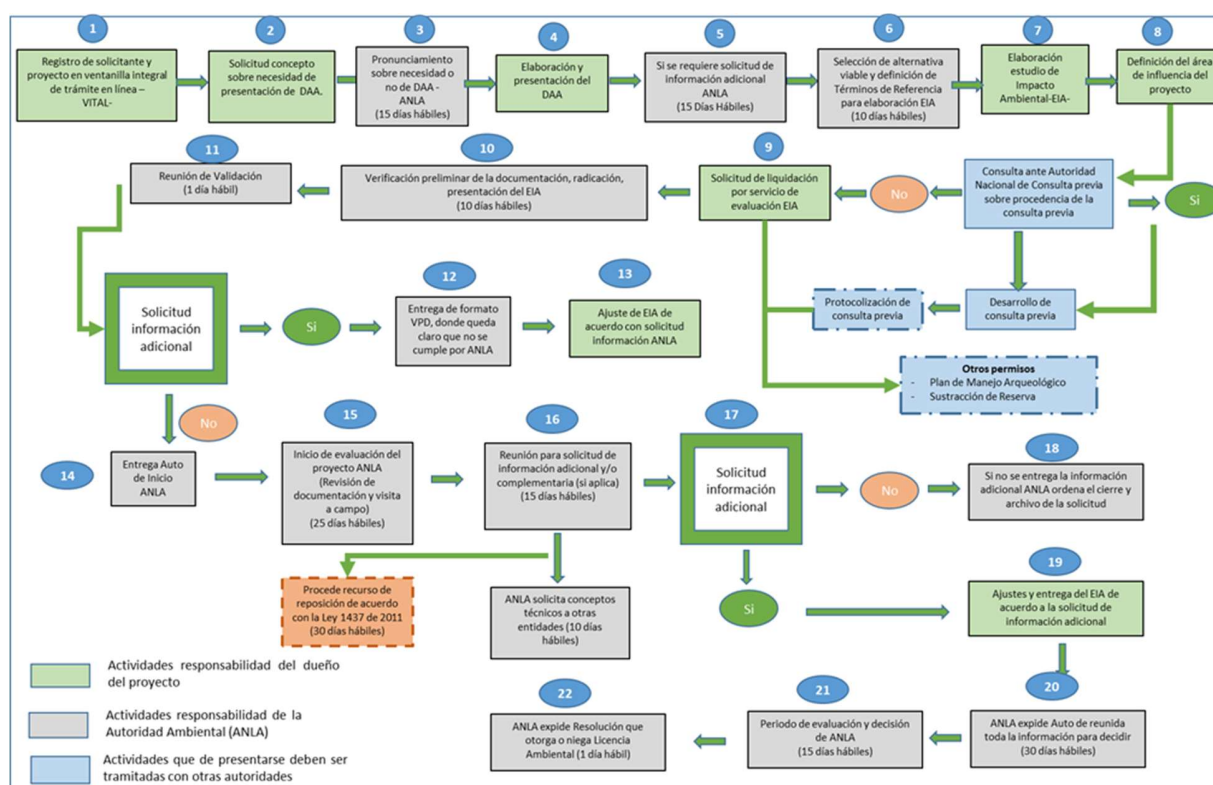 1
Registro de solicitante y
proyecto en ventanilla integral
de trámite en línea –
VITAL-
2
Solicitud concepto
sobre necesidad de
presentación de DAA.
3
Pronunciamiento
sobre necesidad o
no de DAA -
ANLA
(15 días hábiles)
4
Elaboración y
presentación del
DAA
5
Si se requiere solicitud de
información adicional
ANLA
(15 Días Hábiles)
6
Selección de alternativa
viable y definición de
Términos de Referencia
para elaboración EIA
(10 días hábiles)
7
Elaboración
estudio de
Impacto
Ambiental-EIA-
8
Definición del área
de influencia del
proyecto
11
Reunión de Validación
(1 día hábil)
10
Verificación preliminar de la documentación, radicación,
presentación del EIA
(10 días hábiles)
9
Solicitud de liquidación
por servicio de
evaluación EIA
No
Consulta ante Autoridad
Nacional de Consulta previa
sobre procedencia de la
consulta previa
Si
Solicitud
información
adicional
Si
12
Entrega de formato
VPD, donde queda
claro que no se
cumple por ANLA
13
Ajuste de EIA de
acuerdo con solicitud
información ANLA
Protocolización de
consulta previa
Desarrollo de
consulta previa
Otros permisos
- Plan de Manejo Arqueológico
- Sustracción de Reserva
No
14
Entrega Auto
de Inicio
ANLA
15
Inicio de evaluación del
proyecto ANLA
(Revisión de
documentación y visita
a campo)
(25 días hábiles)
16
Reunión para solicitud de
información adicional y/o
complementaria (si aplica)
(15 días hábiles)
17
Solicitud
información
adicional
No
18
Si no se entrega la información
adicional ANLA ordena el cierre y
archivo de la solicitud
Procede recurso de
reposición de acuerdo
con la Ley 1437 de 2011
(30 días hábiles)
ANLA solicita conceptos
técnicos a otras
entidades (10 días
hábiles)
Si
19
Ajustes y entrega del EIA de
acuerdo a la solicitud de
información adicional
20
ANLA expide Auto de reunida
toda la información para decidir
(30 días hábiles)
21
Periodo de evaluación y decisión
de ANLA
(15 días hábiles)
22
ANLA expide Resolución que
otorga o niega Licencia
Ambiental (1 día hábil)
Actividades responsabilidad del dueño
del proyecto
Actividades responsabilidad de la
Autoridad Ambiental (ANLA)
Actividades que de presentarse deben ser
tramitadas con otras autoridades